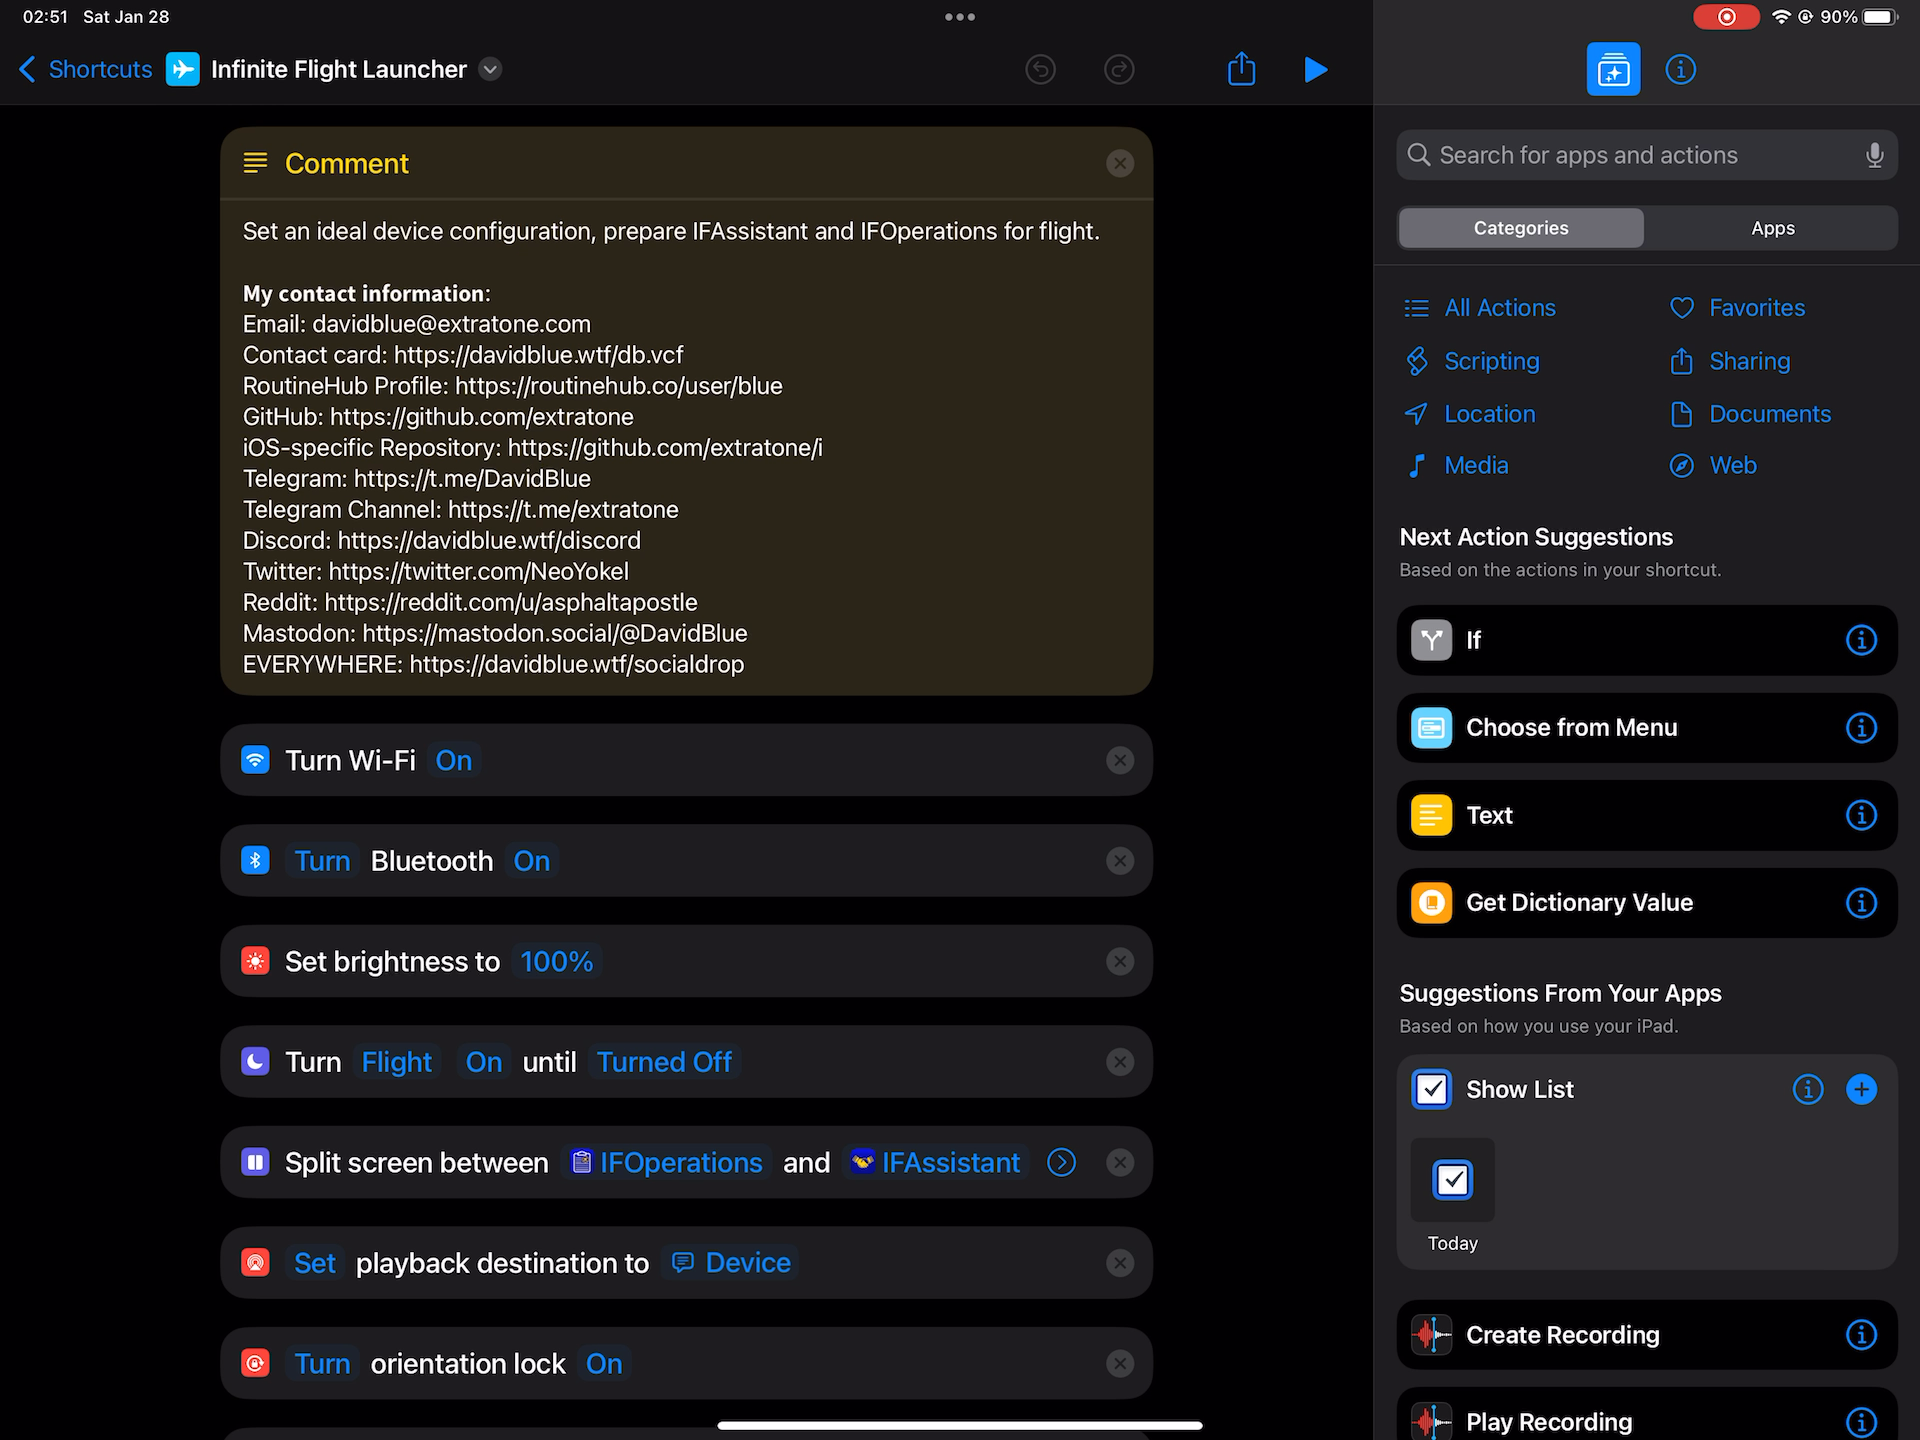 02:51 Sat Jan 28
90%
Shortcuts
Infinite Flight Launcher
Comment
Set an ideal device configuration, prepare IFAssistant and IFOperations for flight.
My contact information:
Email: davidblue@extratone.com
Contact card: https://davidblue.wtf/db.vcf
RoutineHub Profile: https://routinehub.co/user/blue
GitHub: https://github.com/extratone
iOS-specific Repository: https://github.com/extratone/i
Telegram: https://t.me/DavidBlue
Telegram Channel: https://t.me/extratone
Discord: https://davidblue.wtf/discord
Twitter: https://twitter.com/NeoYokel
Reddit: https://reddit.com/u/asphaltapostle
Mastodon: https://mastodon.social/@DavidBlue
EVERYWHERE: https://davidblue.wtf/socialdrop
Turn Wi-Fi On
Turn Bluetooth On
Set brightness to 100%
Turn Flight On until Turned Off
Split screen between IFOperations and IFAssistant
Set playback destination to Device
Turn orientation lock On
Search for apps and actions
Categories Apps
All Actions Favorites
Scripting Sharing
Location Documents
Media Web
Next Action Suggestions
Based on the actions in your shortcut.
If
Choose from Menu
Text
Get Dictionary Value
Suggestions From Your Apps
Based on how you use your iPad.
Show List
Today
Create Recording
Play Recording